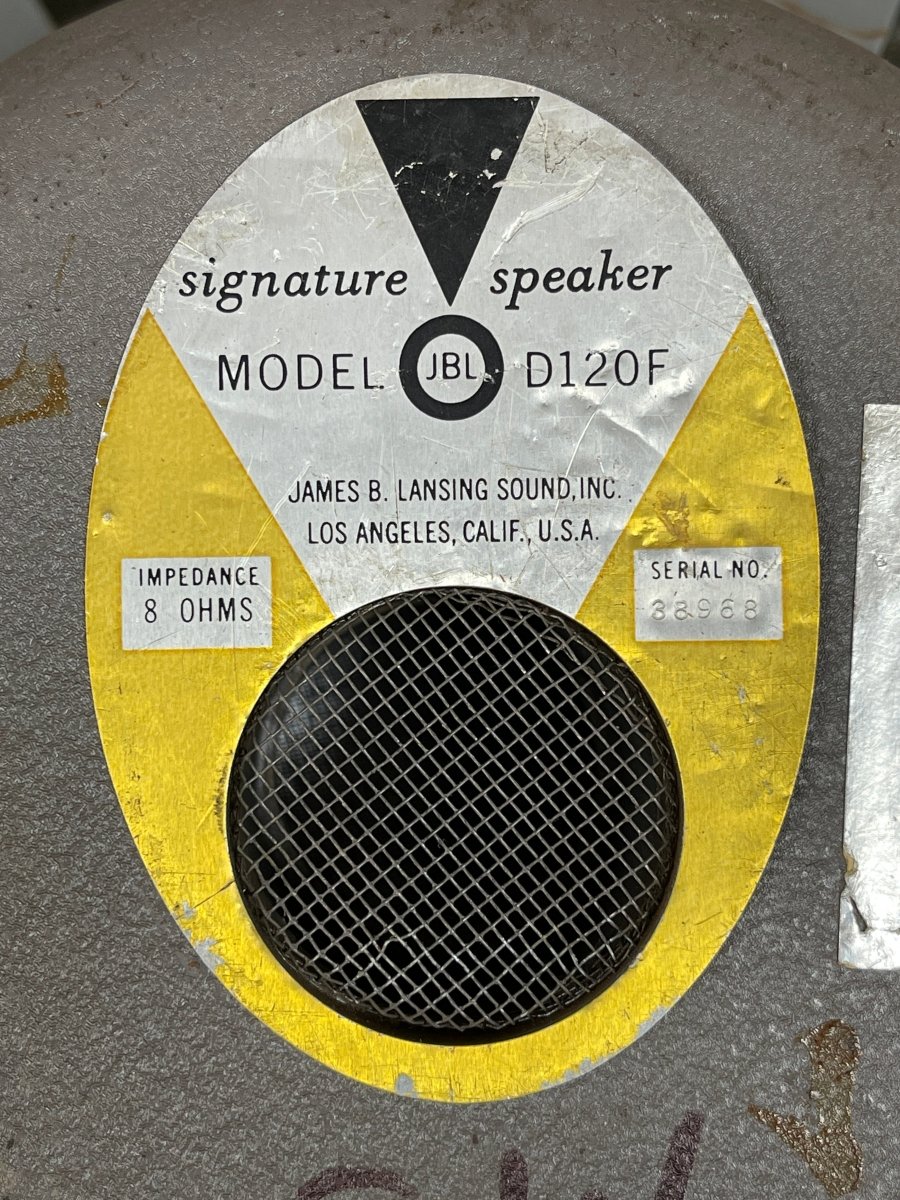 signature speaker
MODEL JBL D120F
JAMES B. LANSING SOUND, INC.
LOS ANGELES, CALIF., U.S.A.
IMPEDANCE
8 OHMS
SERIAL NO.
38968